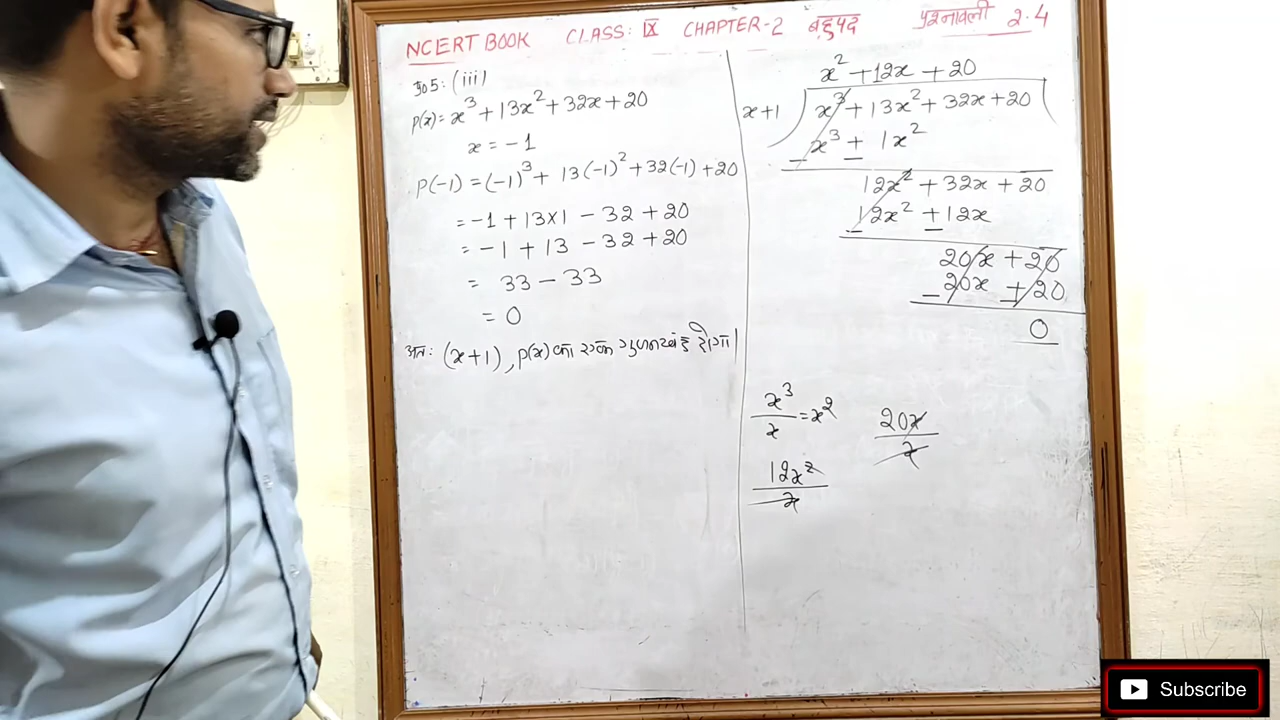 NCERT BOOK CLASS: IX CHAPTER-2 बहुपद प्रश्नावली 2.4
प्र0 5: (iii)
p(x) = x³ + 13x² + 32x + 20
x = -1
p(-1) = (-1)³ + 13(-1)² + 32(-1) + 20
= -1 + 13×1 - 32 + 20
= -1 + 13 - 32 + 20
= 33 - 33
= 0
अतः (x+1), p(x) का एक गुणनखंड होगा।
x² + 12x + 20
x+1 ) x³ + 13x² + 32x + 20 (
x³ + 1x²
- -
12x² + 32x + 20
12x² + 12x
- -
20x + 20
20x + 20
- -
0
x³/x = x²
20x/x
12x²/x
Subscribe